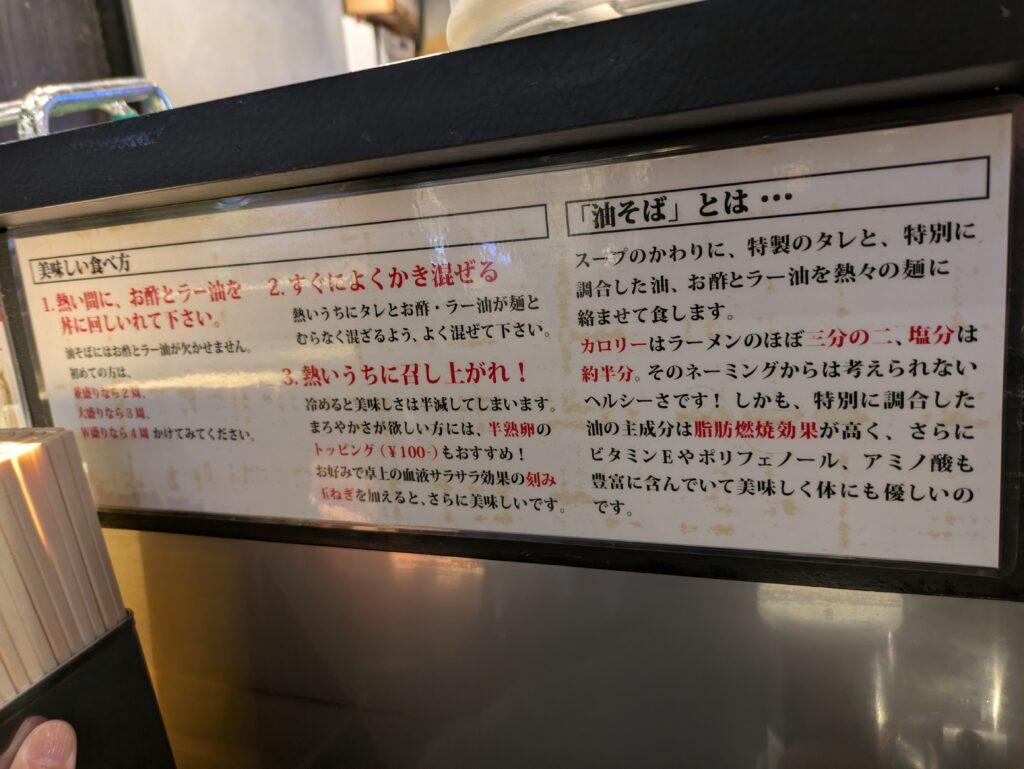 美味しい食べ方
1. 熱い間に、お酢とラー油を
丼に回しいれて下さい。
油そばにはお酢とラー油が欠かせません。
初めての方は、
並盛りなら2周、
大盛りなら3周、
W盛りなら4周 かけてみてください。
2. すぐによくかき混ぜる
熱いうちにタレとお酢・ラー油が麺と
むらなく混ざるよう、よく混ぜて下さい。
3. 熱いうちに召し上がれ！
冷めると美味しさは半減してしまいます。
まろやかさが欲しい方には、半熟卵の
トッピング(￥100-)もおすすめ！
お好みで卓上の血液サラサラ効果の刻み
玉ねぎを加えると、さらに美味しいです。
「油そば」とは…
スープのかわりに、特製のタレと、特別に
調合した油、お酢とラー油を熱々の麺に
絡ませて食します。
カロリーはラーメンのほぼ三分の二、塩分は
約半分。そのネーミングからは考えられない
ヘルシーさです！しかも、特別に調合した
油の主成分は脂肪燃焼効果が高く、さらに
ビタミンEやポリフェノール、アミノ酸も
豊富に含んでいて美味しく体にも優しいの
です。